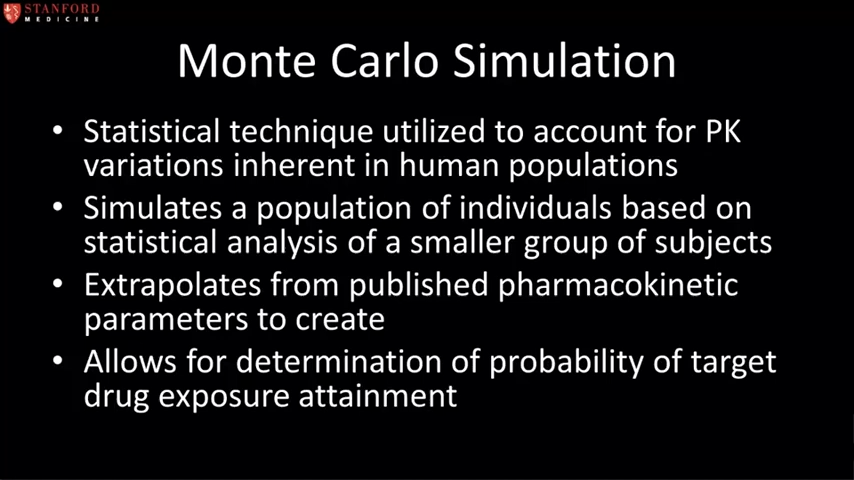 STANFORD
MEDICINE
Monte Carlo Simulation
• Statistical technique utilized to account for PK
variations inherent in human populations
• Simulates a population of individuals based on
statistical analysis of a smaller group of subjects
• Extrapolates from published pharmacokinetic
parameters to create
• Allows for determination of probability of target
drug exposure attainment